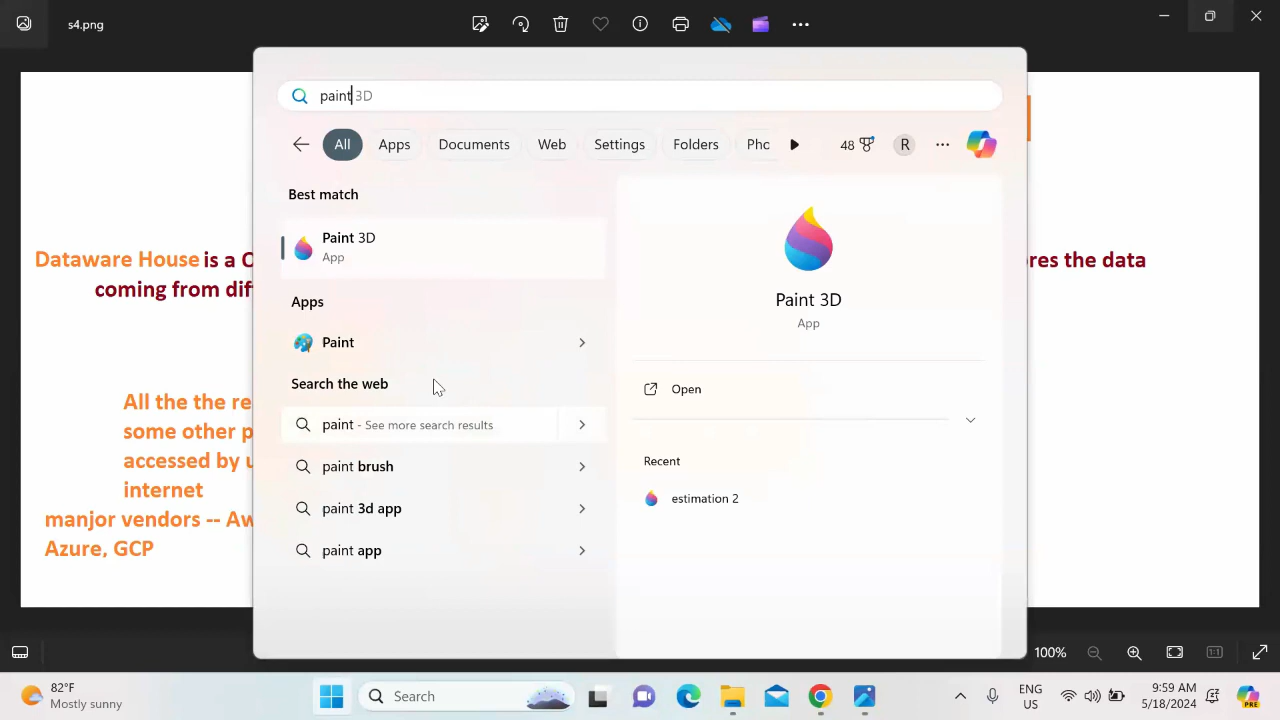 s4.png
paint 3D
All Apps Documents Web Settings Folders Pho 48 R
Best match
Paint 3D
App
Apps
Paint
Search the web
paint - See more search results
paint brush
paint 3d app
paint app
Paint 3D
App
Open
Recent
estimation 2
Dataware House is a res the data
coming from dif
All the the re
some other p
accessed by
internet
manjor vendors -- Aw
Azure, GCP
100%
82°F
Mostly sunny
Search
ENG
US
9:59 AM
5/18/2024
PRE